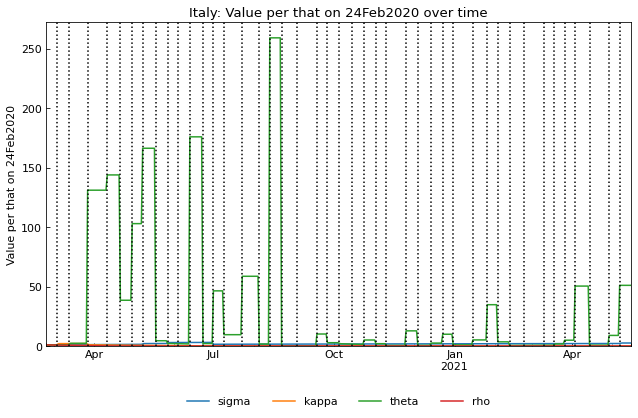 Italy: Value per that on 24Feb2020 over time
Value per that on 24Feb2020
250
200
150
100
50
0
Apr Jul Oct Jan Apr
2021
sigma kappa theta rho